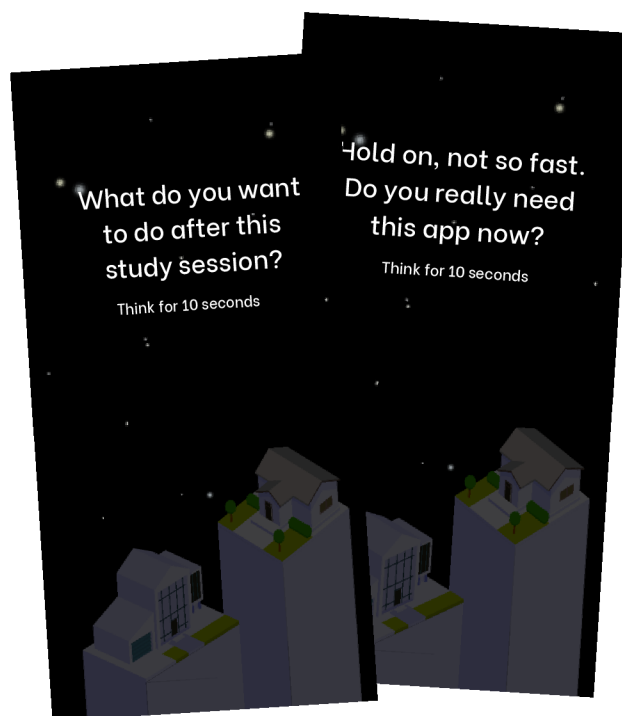 What do you want
to do after this
study session?
Think for 10 seconds
Hold on, not so fast.
Do you really need
this app now?
Think for 10 seconds